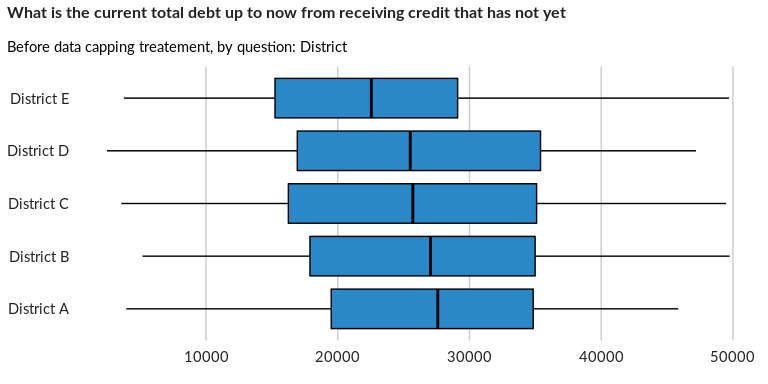 What is the current total debt up to now from receiving credit that has not yet
Before data capping treatement, by question: District
District E
District D
District C
District B
District A
10000 20000 30000 40000 50000